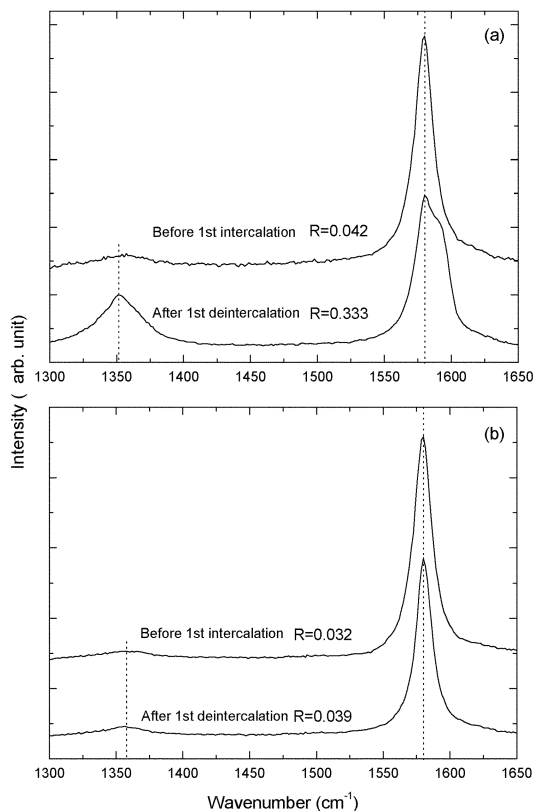 (a)
Before 1st intercalation R=0.042
After 1st deintercalation R=0.333
1300 1350 1400 1450 1500 1550 1600 1650
Intensity ( arb. unit)
(b)
Before 1st intercalation R=0.032
After 1st deintercalation R=0.039
1300 1350 1400 1450 1500 1550 1600 1650
Wavenumber (cm-1)